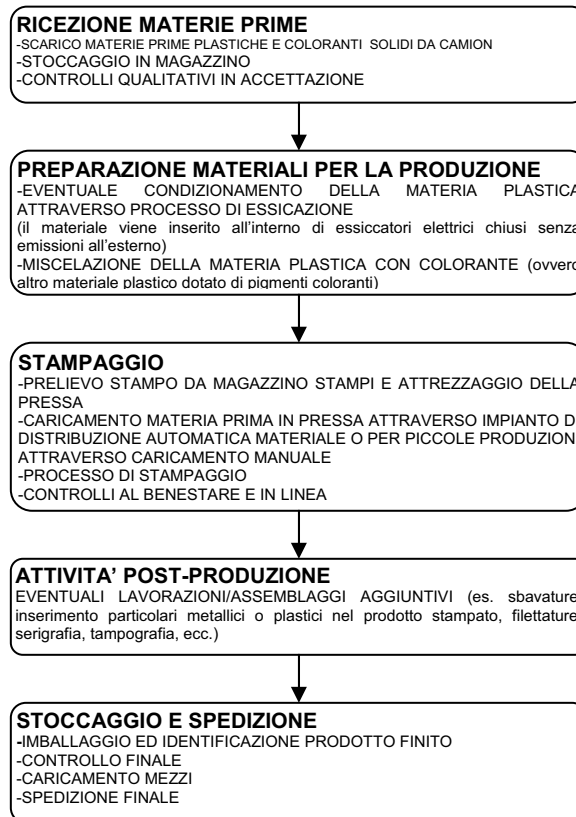 RICEZIONE MATERIE PRIME
-SCARICO MATERIE PRIME PLASTICHE E COLORANTI SOLIDI DA CAMION
-STOCCAGGIO IN MAGAZZINO
-CONTROLLI QUALITATIVI IN ACCETTAZIONE
PREPARAZIONE MATERIALI PER LA PRODUZIONE
-EVENTUALE CONDIZIONAMENTO DELLA MATERIA PLASTICA
ATTRAVERSO PROCESSO DI ESSICAZIONE
(il materiale viene inserito all'interno di essiccatori elettrici chiusi senza
emissioni all'esterno)
-MISCELAZIONE DELLA MATERIA PLASTICA CON COLORANTE (ovvero
altro materiale plastico dotato di pigmenti coloranti)
STAMPAGGIO
-PRELIEVO STAMPO DA MAGAZZINO STAMPI E ATTREZZAGGIO DELLA
PRESSA
-CARICAMENTO MATERIA PRIMA IN PRESSA ATTRAVERSO IMPIANTO DI
DISTRIBUZIONE AUTOMATICA MATERIALE O PER PICCOLE PRODUZIONI
ATTRAVERSO CARICAMENTO MANUALE
-PROCESSO DI STAMPAGGIO
-CONTROLLI AL BENESTARE E IN LINEA
ATTIVITA' POST-PRODUZIONE
EVENTUALI LAVORAZIONI/ASSEMBLAGGI AGGIUNTIVI (es. sbavature
inserimento particolari metallici o plastici nel prodotto stampato, filettature
serigrafia, tampografia, ecc.)
STOCCAGGIO E SPEDIZIONE
-IMBALLAGGIO ED IDENTIFICAZIONE PRODOTTO FINITO
-CONTROLLO FINALE
-CARICAMENTO MEZZI
-SPEDIZIONE FINALE